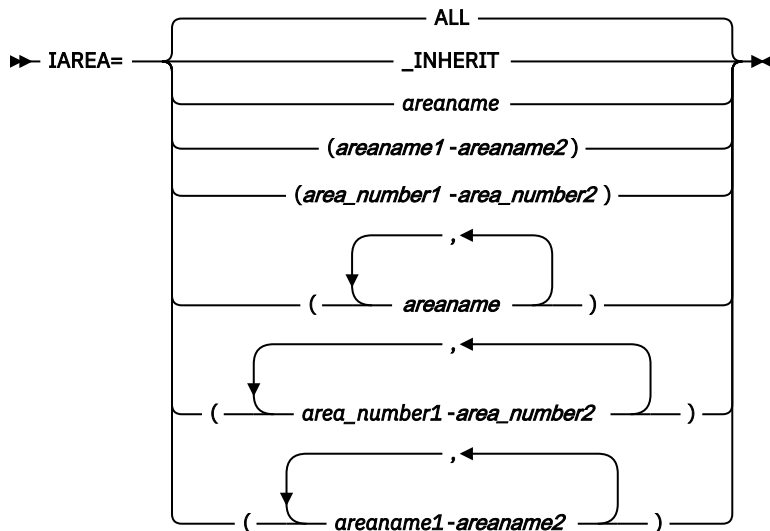 ALL
IAREA= _INHERIT
areaname
(areaname1-areaname2)
(area_number1-area_number2)
,
( areaname )
,
( area_number1-area_number2 )
,
( areaname1-areaname2 )